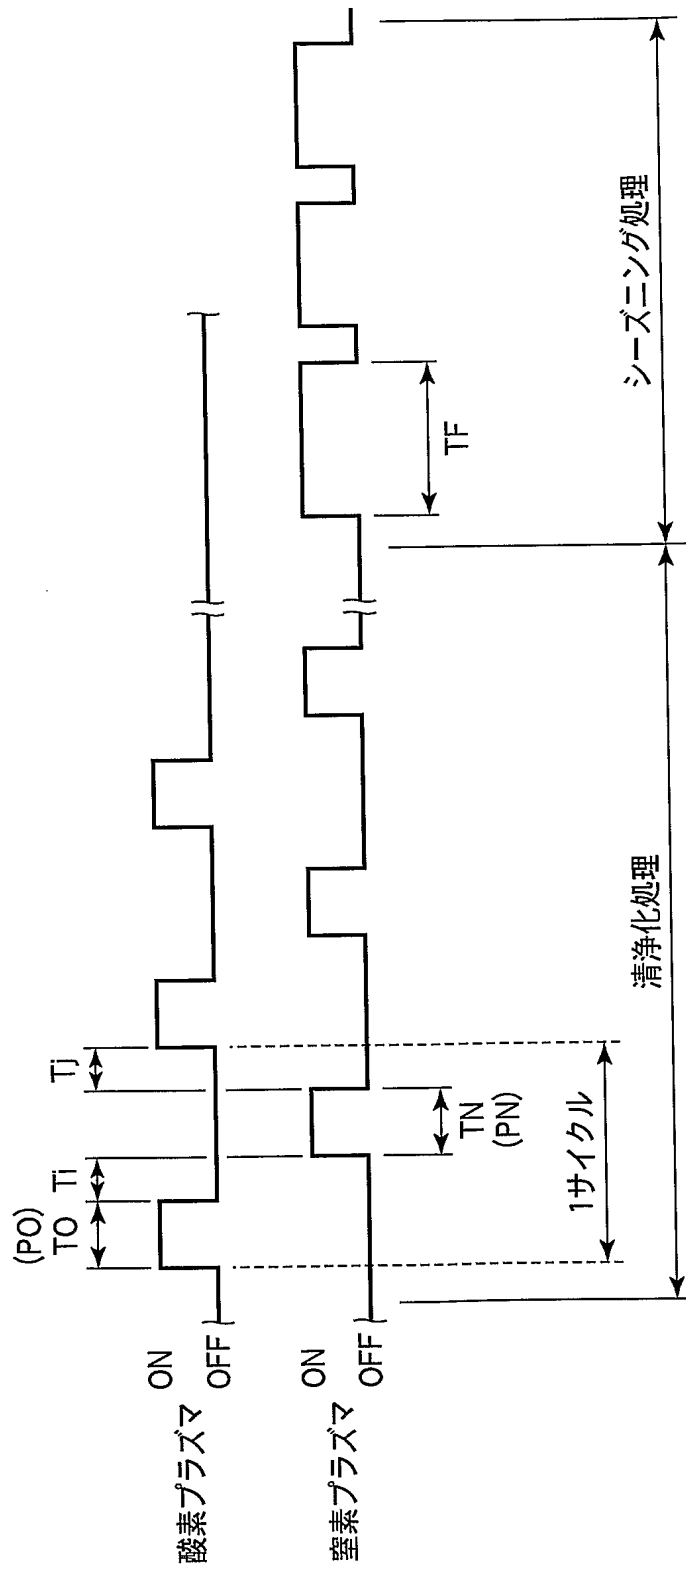 (PO)
TO
Ti
Tj
酸素プラズマ
ON
OFF
窒素プラズマ
ON
OFF
TN
(PN)
TF
1サイクル
清浄化処理
シーズニング処理